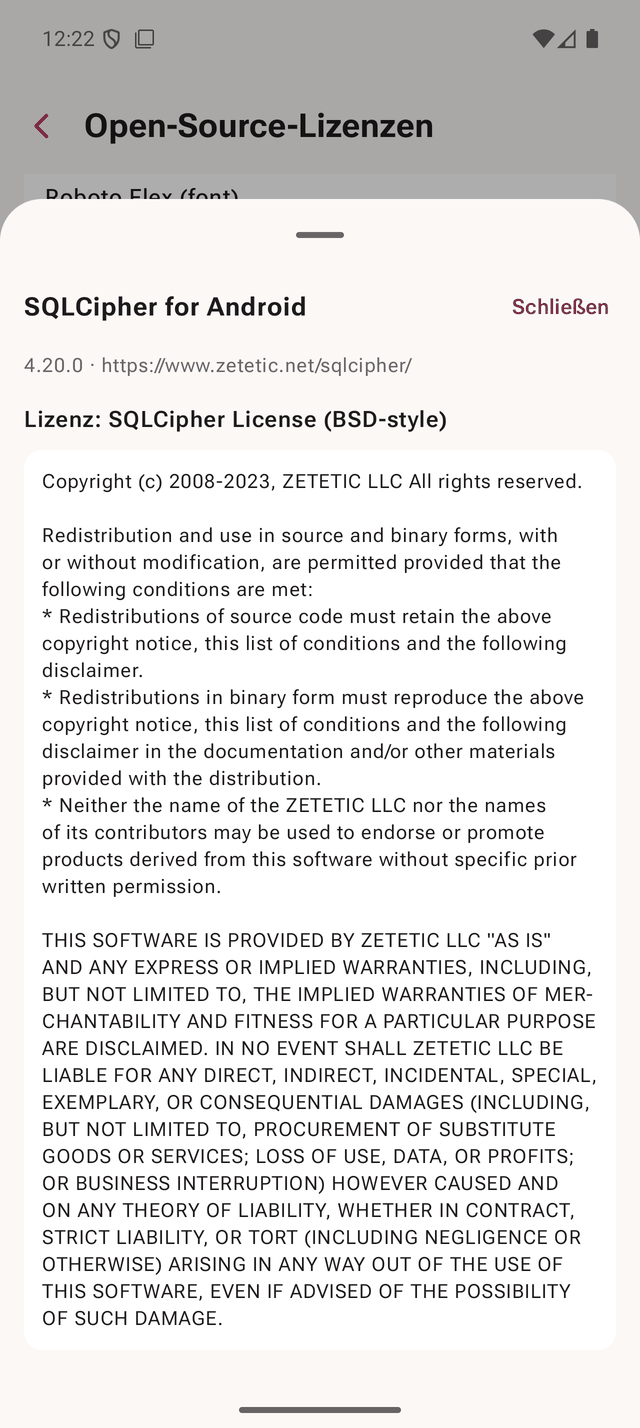 12:22
Open-Source-Lizenzen
Roboto Flex (font)
SQLCipher for Android
Schließen
4.20.0 · https://www.zetetic.net/sqlcipher/
Lizenz: SQLCipher License (BSD-style)
Copyright (c) 2008-2023, ZETETIC LLC All rights reserved.
Redistribution and use in source and binary forms, with
or without modification, are permitted provided that the
following conditions are met:
* Redistributions of source code must retain the above
copyright notice, this list of conditions and the following
disclaimer.
* Redistributions in binary form must reproduce the above
copyright notice, this list of conditions and the following
disclaimer in the documentation and/or other materials
provided with the distribution.
* Neither the name of the ZETETIC LLC nor the names
of its contributors may be used to endorse or promote
products derived from this software without specific prior
written permission.
THIS SOFTWARE IS PROVIDED BY ZETETIC LLC "AS IS"
AND ANY EXPRESS OR IMPLIED WARRANTIES, INCLUDING,
BUT NOT LIMITED TO, THE IMPLIED WARRANTIES OF MER-
CHANTABILITY AND FITNESS FOR A PARTICULAR PURPOSE
ARE DISCLAIMED. IN NO EVENT SHALL ZETETIC LLC BE
LIABLE FOR ANY DIRECT, INDIRECT, INCIDENTAL, SPECIAL,
EXEMPLARY, OR CONSEQUENTIAL DAMAGES (INCLUDING,
BUT NOT LIMITED TO, PROCUREMENT OF SUBSTITUTE
GOODS OR SERVICES; LOSS OF USE, DATA, OR PROFITS;
OR BUSINESS INTERRUPTION) HOWEVER CAUSED AND
ON ANY THEORY OF LIABILITY, WHETHER IN CONTRACT,
STRICT LIABILITY, OR TORT (INCLUDING NEGLIGENCE OR
OTHERWISE) ARISING IN ANY WAY OUT OF THE USE OF
THIS SOFTWARE, EVEN IF ADVISED OF THE POSSIBILITY
OF SUCH DAMAGE.